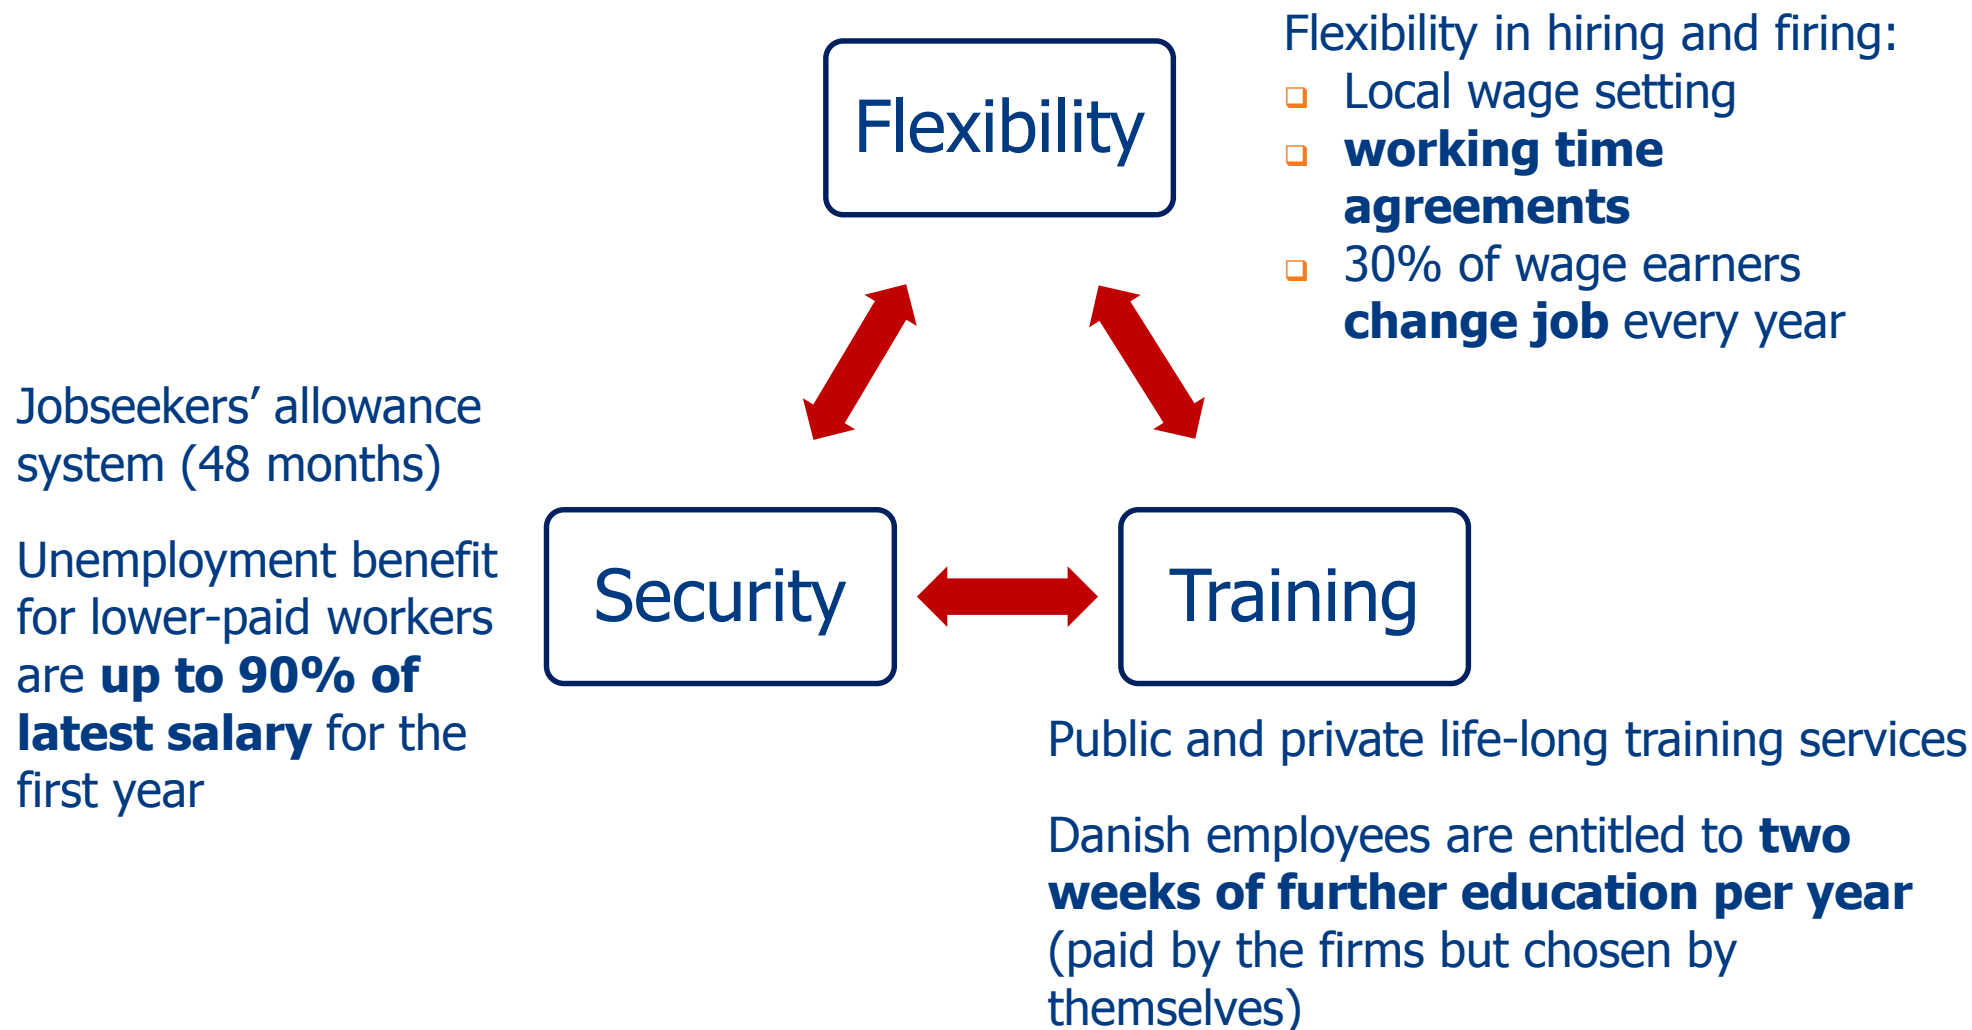 Flexibility
Flexibility in hiring and firing:
❑ Local wage setting
❑ working time
agreements
❑ 30% of wage earners
change job every year
Jobseekers’ allowance
system (48 months)
Unemployment benefit
for lower-paid workers
are up to 90% of
latest salary for the
first year
Security
Training
Public and private life-long training services
Danish employees are entitled to two
weeks of further education per year
(paid by the firms but chosen by
themselves)